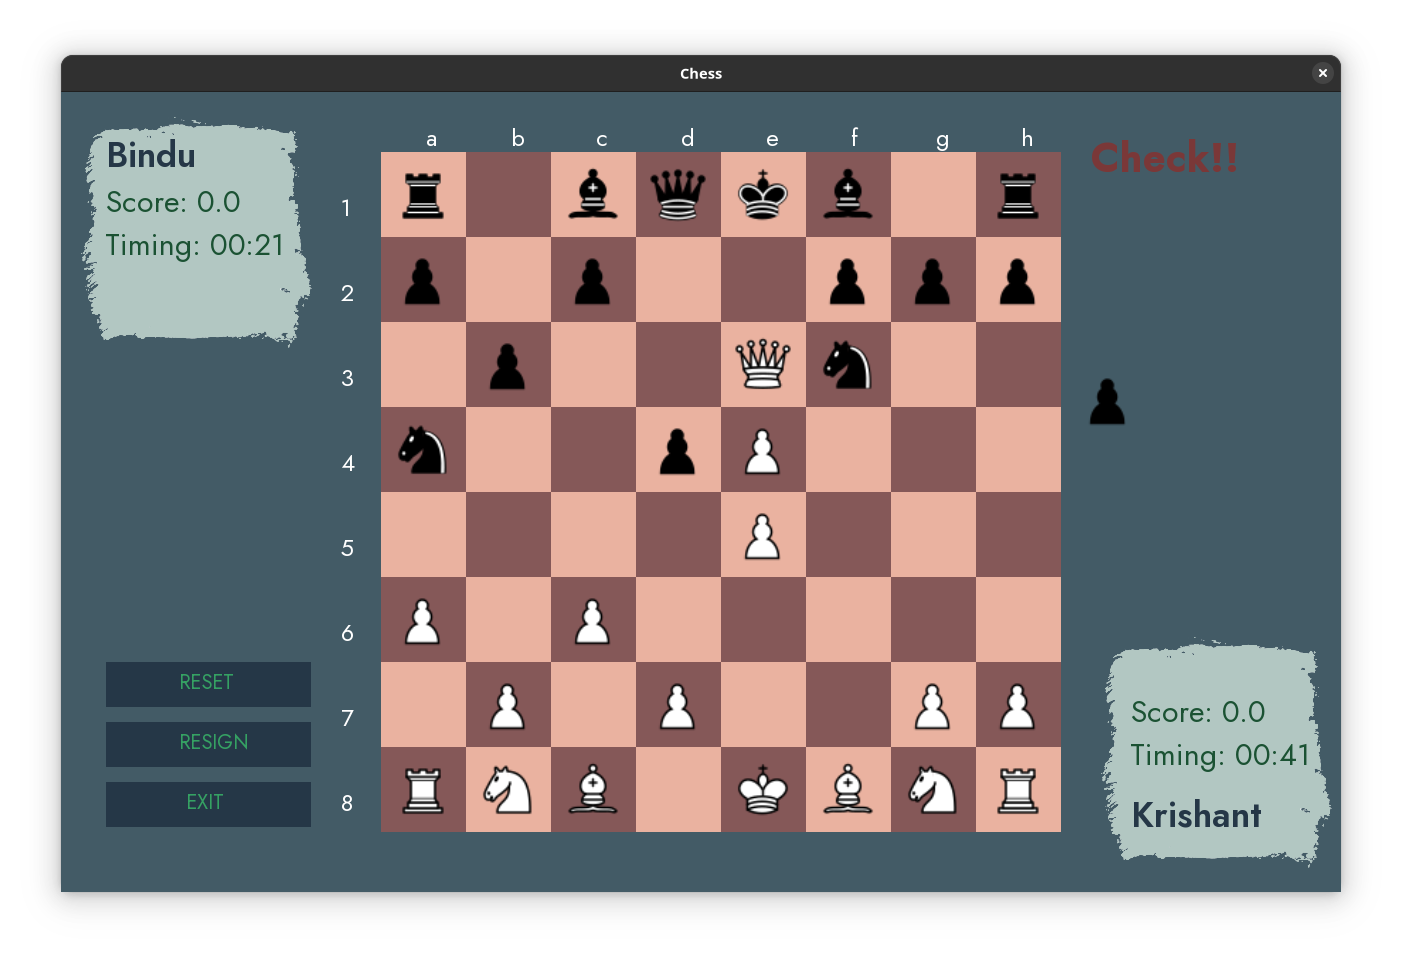 Chess
Bindu
Score: 0.0
Timing: 00:21
a b c d e f g h
Check!!
1
2
3
4
5
6
7
8
RESET
RESIGN
EXIT
Score: 0.0
Timing: 00:41
Krishant